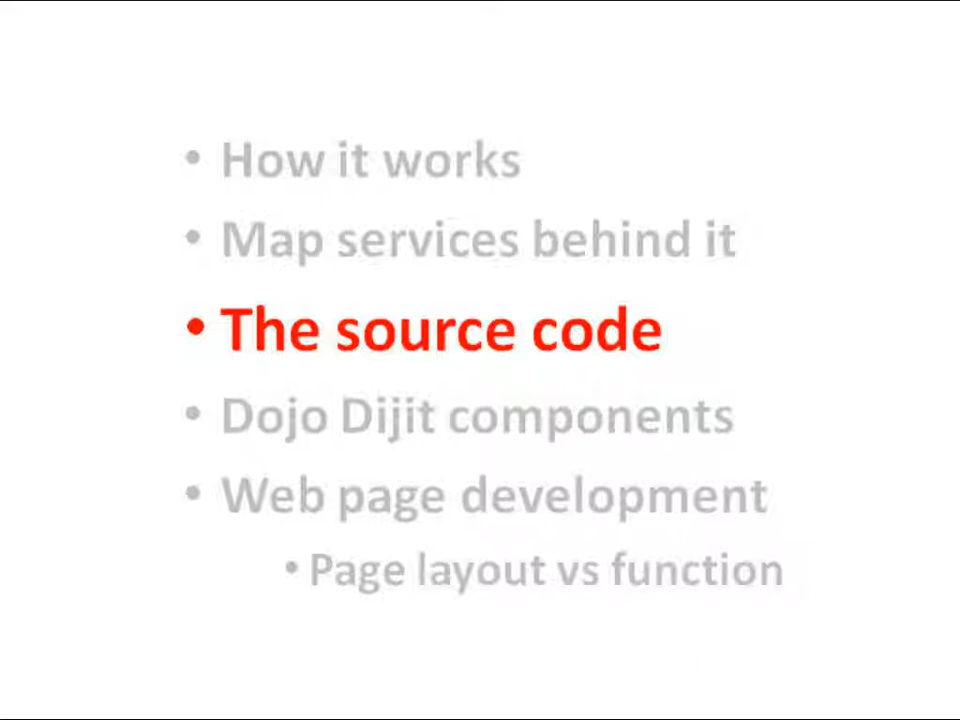 • How it works
• Map services behind it
• The source code
• Dojo Dijit components
• Web page development
• Page layout vs function